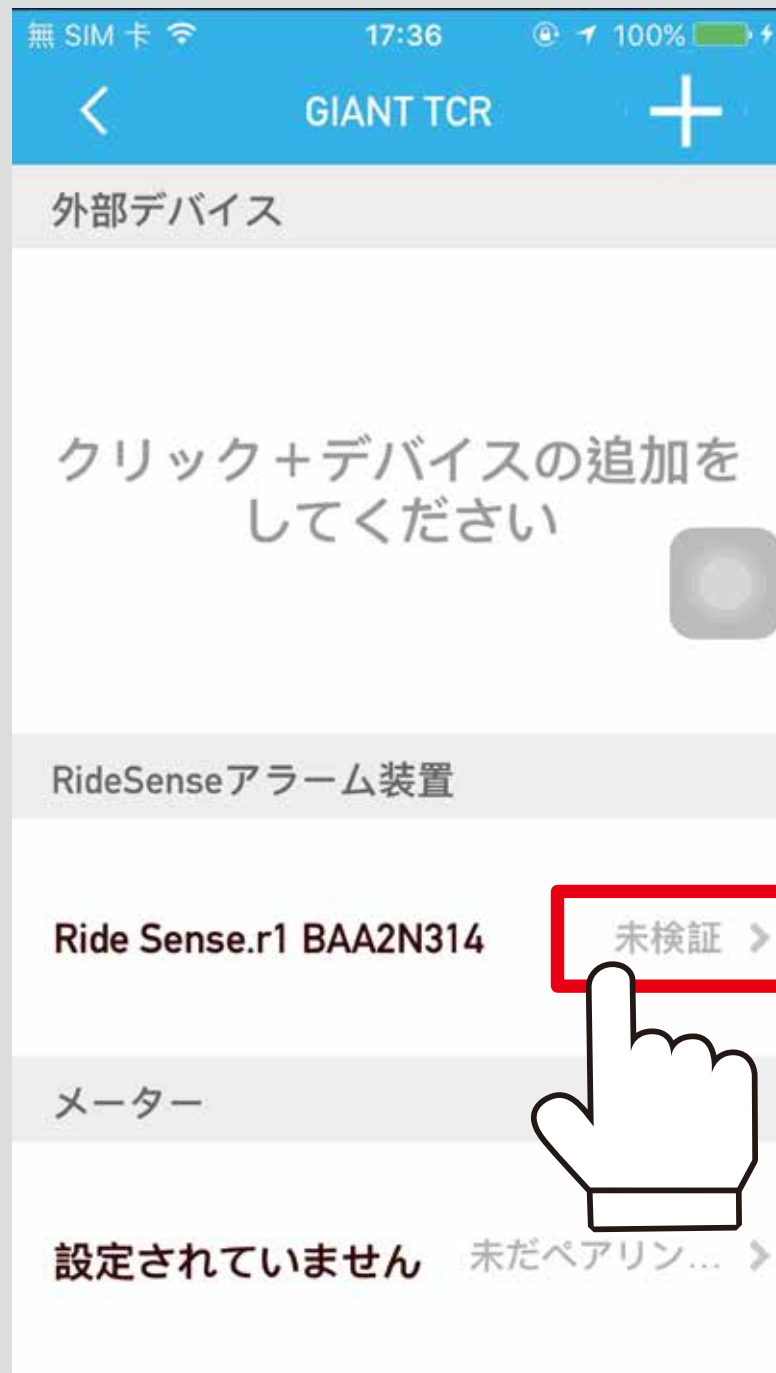 無 SIM 卡 17:36 100%
GIANT TCR
外部デバイス
クリック+デバイスの追加を
してください
RideSenseアラーム装置
Ride Sense.r1 BAA2N314 未検証
メーター
設定されていません 未だペアリン...